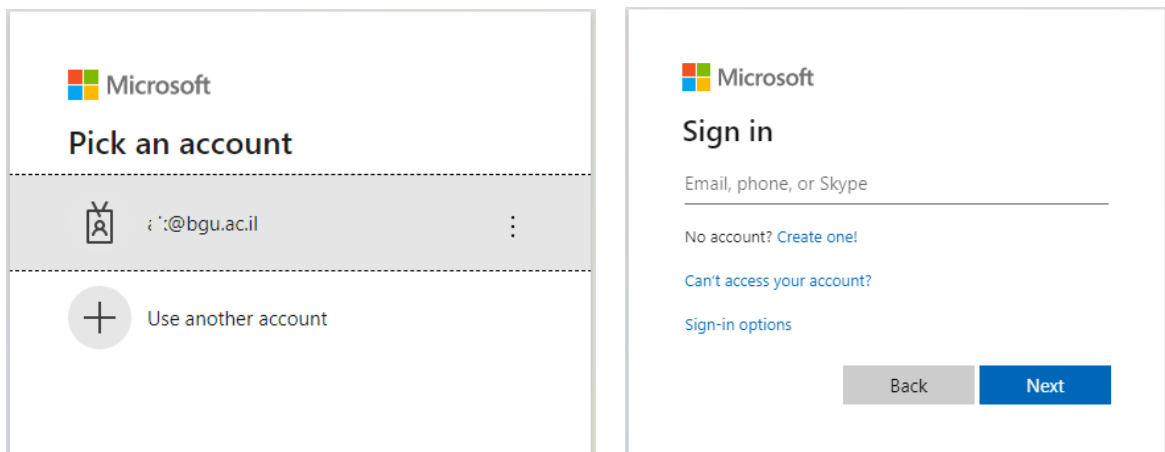 Microsoft
Pick an account
@bgu.ac.il
Use another account
Microsoft
Sign in
Email, phone, or Skype
No account? Create one!
Can't access your account?
Sign-in options
Back
Next